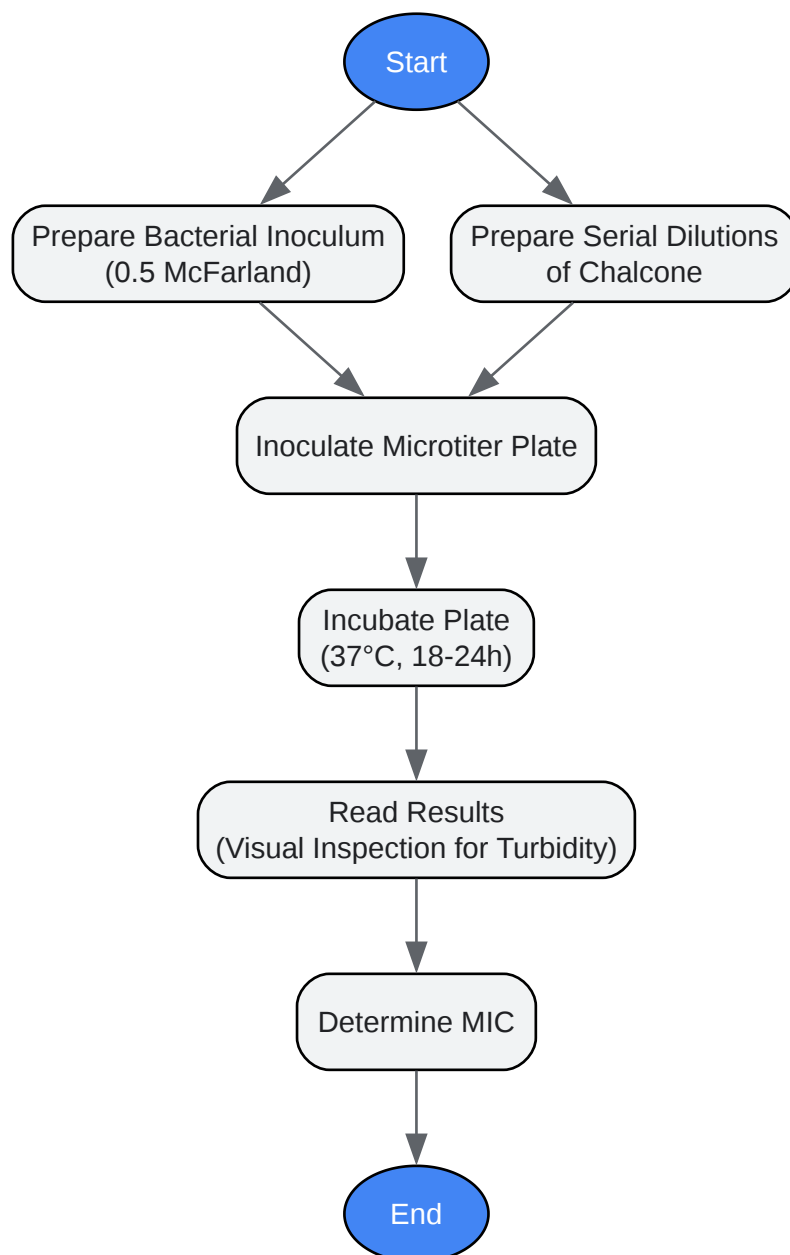 Start
Prepare Bacterial Inoculum
(0.5 McFarland)
Prepare Serial Dilutions
of Chalcone
Inoculate Microtiter Plate
Incubate Plate
(37°C, 18-24h)
Read Results
(Visual Inspection for Turbidity)
Determine MIC
End